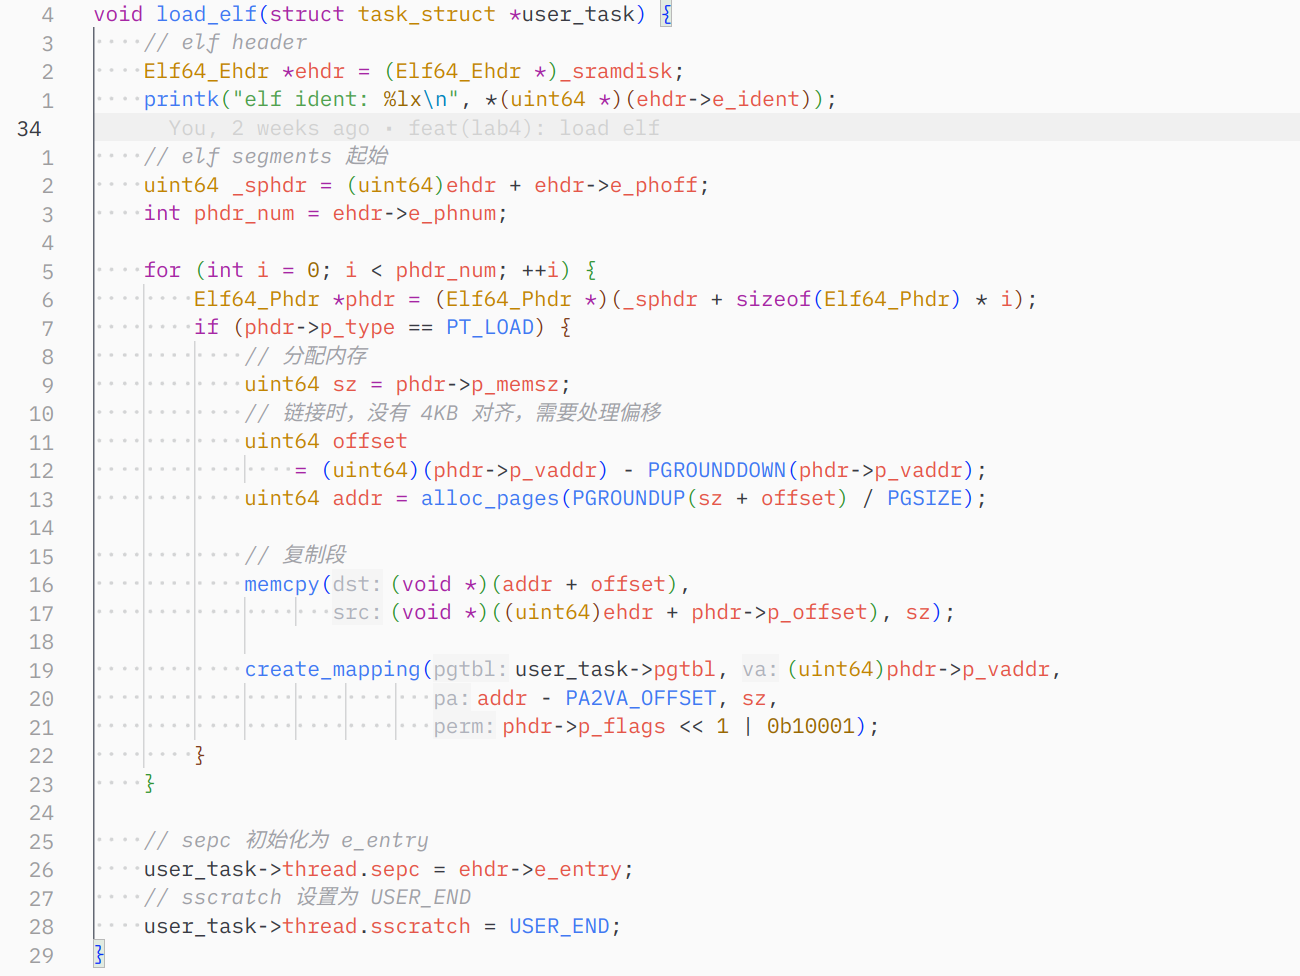 4 void load_elf(struct task_struct *user_task) {
3 ····// elf header
2 ····Elf64_Ehdr *ehdr = (Elf64_Ehdr *)_sramdisk;
1 ····printk("elf ident: %lx\n", *(uint64 *)(ehdr->e_ident));
34 You, 2 weeks ago • feat(lab4): load elf
1 ····// elf segments 起始
2 ····uint64 _sphdr = (uint64)ehdr + ehdr->e_phoff;
3 ····int phdr_num = ehdr->e_phnum;
4
5 ····for (int i = 0; i < phdr_num; ++i) {
6 ········Elf64_Phdr *phdr = (Elf64_Phdr *)(_sphdr + sizeof(Elf64_Phdr) * i);
7 ········if (phdr->p_type == PT_LOAD) {
8 ············// 分配内存
9 ············uint64 sz = phdr->p_memsz;
10 ············// 链接时，没有 4KB 对齐，需要处理偏移
11 ············uint64 offset
12 ················= (uint64)(phdr->p_vaddr) - PGROUNDDOWN(phdr->p_vaddr);
13 ············uint64 addr = alloc_pages(PGROUNDUP(sz + offset) / PGSIZE);
14
15 ············// 复制段
16 ············memcpy(dst: (void *)(addr + offset),
17 ···················src: (void *)((uint64)ehdr + phdr->p_offset), sz);
18
19 ············create_mapping(pgtbl: user_task->pgtbl, va: (uint64)phdr->p_vaddr,
20 ···························pa: addr - PA2VA_OFFSET, sz,
21 ···························perm: phdr->p_flags << 1 | 0b10001);
22 ········}
23 ····}
24
25 ····// sepc 初始化为 e_entry
26 ····user_task->thread.sepc = ehdr->e_entry;
27 ····// sscratch 设置为 USER_END
28 ····user_task->thread.sscratch = USER_END;
29 }